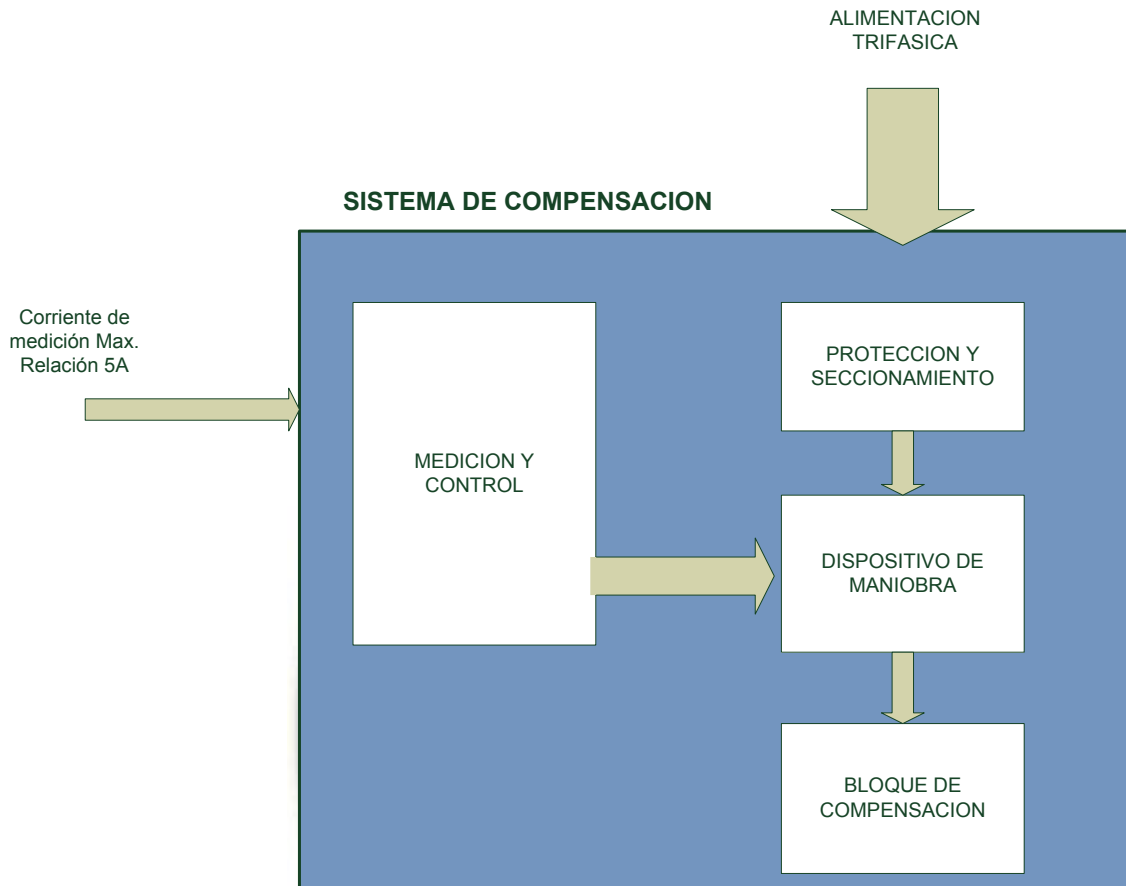 ALIMENTACION
TRIFASICA
SISTEMA DE COMPENSACION
Corriente de
medición Max.
Relación 5A
MEDICION Y
CONTROL
PROTECCION Y
SECCIONAMIENTO
DISPOSITIVO DE
MANIOBRA
BLOQUE DE
COMPENSACION